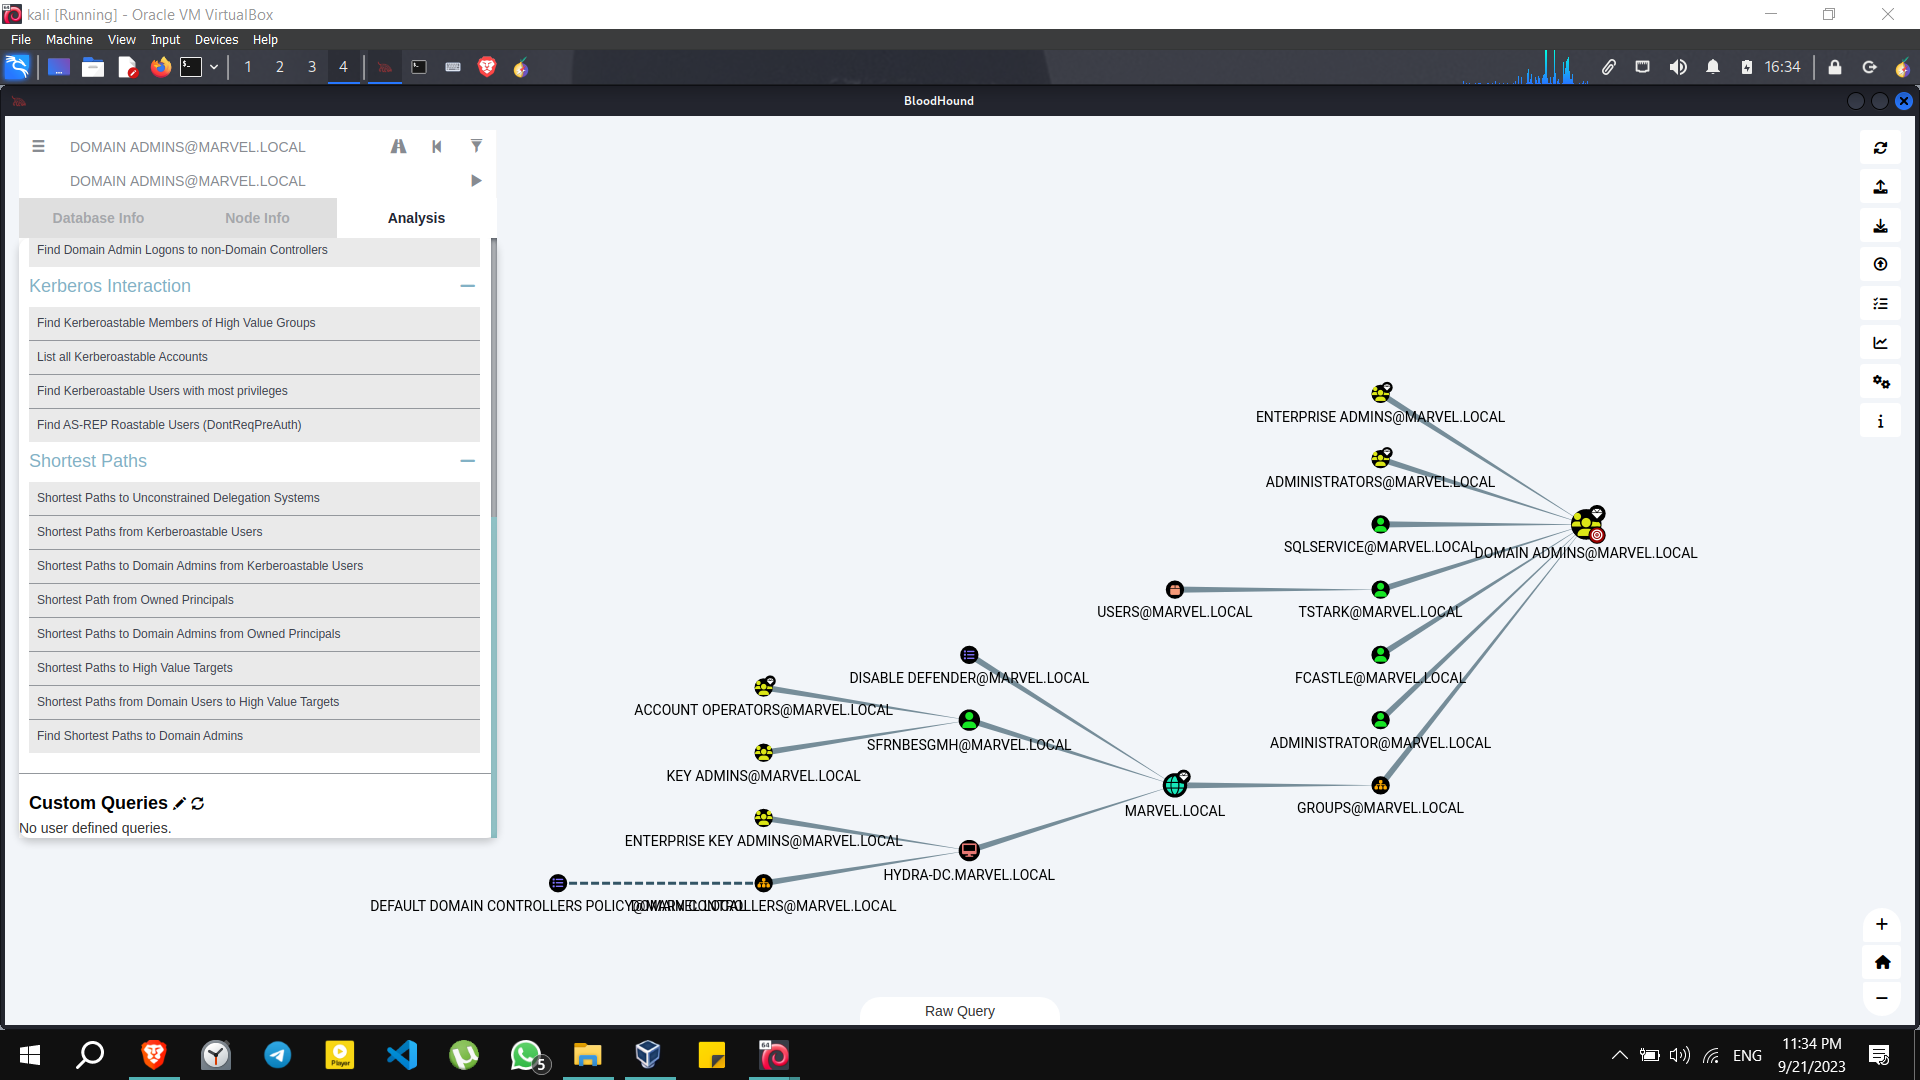 kali [Running] - Oracle VM VirtualBox
File Machine View Input Devices Help
1 2 3 4
16:34
BloodHound
DOMAIN ADMINS@MARVEL.LOCAL
DOMAIN ADMINS@MARVEL.LOCAL
Database Info Node Info Analysis
Find Domain Admin Logons to non-Domain Controllers
Kerberos Interaction
Find Kerberoastable Members of High Value Groups
List all Kerberoastable Accounts
Find Kerberoastable Users with most privileges
Find AS-REP Roastable Users (DontReqPreAuth)
Shortest Paths
Shortest Paths to Unconstrained Delegation Systems
Shortest Paths from Kerberoastable Users
Shortest Paths to Domain Admins from Kerberoastable Users
Shortest Path from Owned Principals
Shortest Paths to Domain Admins from Owned Principals
Shortest Paths to High Value Targets
Shortest Paths from Domain Users to High Value Targets
Find Shortest Paths to Domain Admins
Custom Queries
No user defined queries.
ENTERPRISE ADMINS@MARVEL.LOCAL
ADMINISTRATORS@MARVEL.LOCAL
SQLSERVICE@MARVEL.LOCAL
DOMAIN ADMINS@MARVEL.LOCAL
USERS@MARVEL.LOCAL
TSTARK@MARVEL.LOCAL
DISABLE DEFENDER@MARVEL.LOCAL
FCASTLE@MARVEL.LOCAL
ACCOUNT OPERATORS@MARVEL.LOCAL
SFRNBESGMH@MARVEL.LOCAL
ADMINISTRATOR@MARVEL.LOCAL
KEY ADMINS@MARVEL.LOCAL
MARVEL.LOCAL
GROUPS@MARVEL.LOCAL
ENTERPRISE KEY ADMINS@MARVEL.LOCAL
HYDRA-DC.MARVEL.LOCAL
DEFAULT DOMAIN CONTROLLERS POLICY@MARVEL.LOCAL
DOMAIN CONTROLLERS@MARVEL.LOCAL
Raw Query
64
Player
5
ENG
11:34 PM
9/21/2023